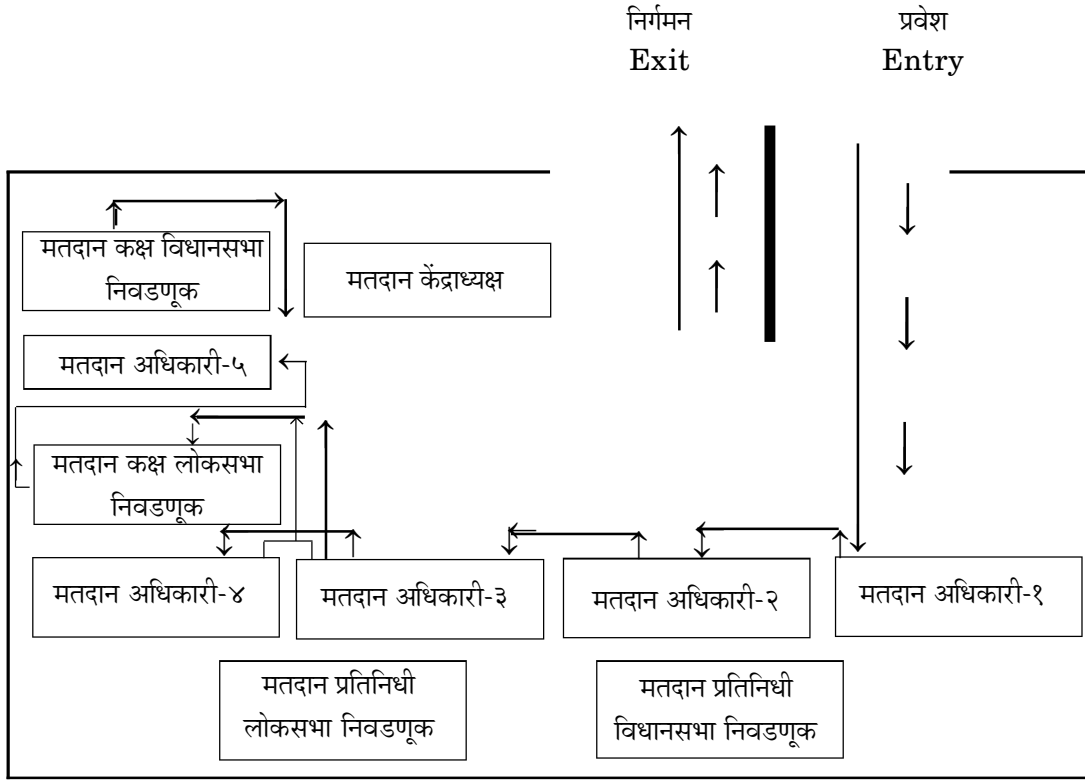 निर्गमन
Exit
प्रवेश
Entry
मतदान कक्ष विधानसभा
निवडणूक
मतदान केंद्राध्यक्ष
मतदान अधिकारी-५
मतदान कक्ष लोकसभा
निवडणूक
मतदान अधिकारी-४
मतदान अधिकारी-३
मतदान अधिकारी-२
मतदान अधिकारी-१
मतदान प्रतिनिधी
लोकसभा निवडणूक
मतदान प्रतिनिधी
विधानसभा निवडणूक